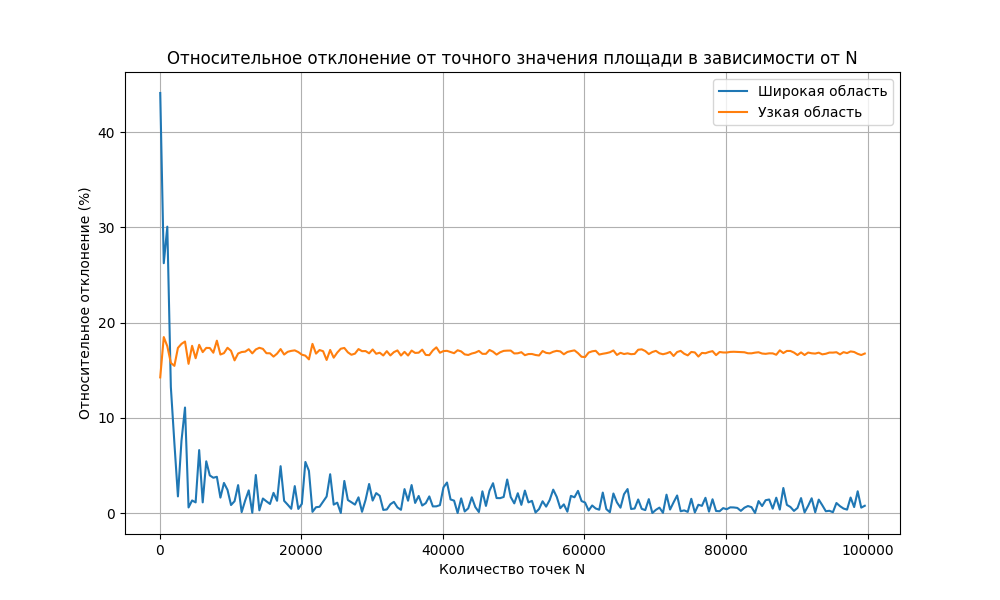 Относительное отклонение от точного значения площади в зависимости от N
Широкая область
Узкая область
Относительное отклонение (%)
40
30
20
10
0
0 20000 40000 60000 80000 100000
Количество точек N